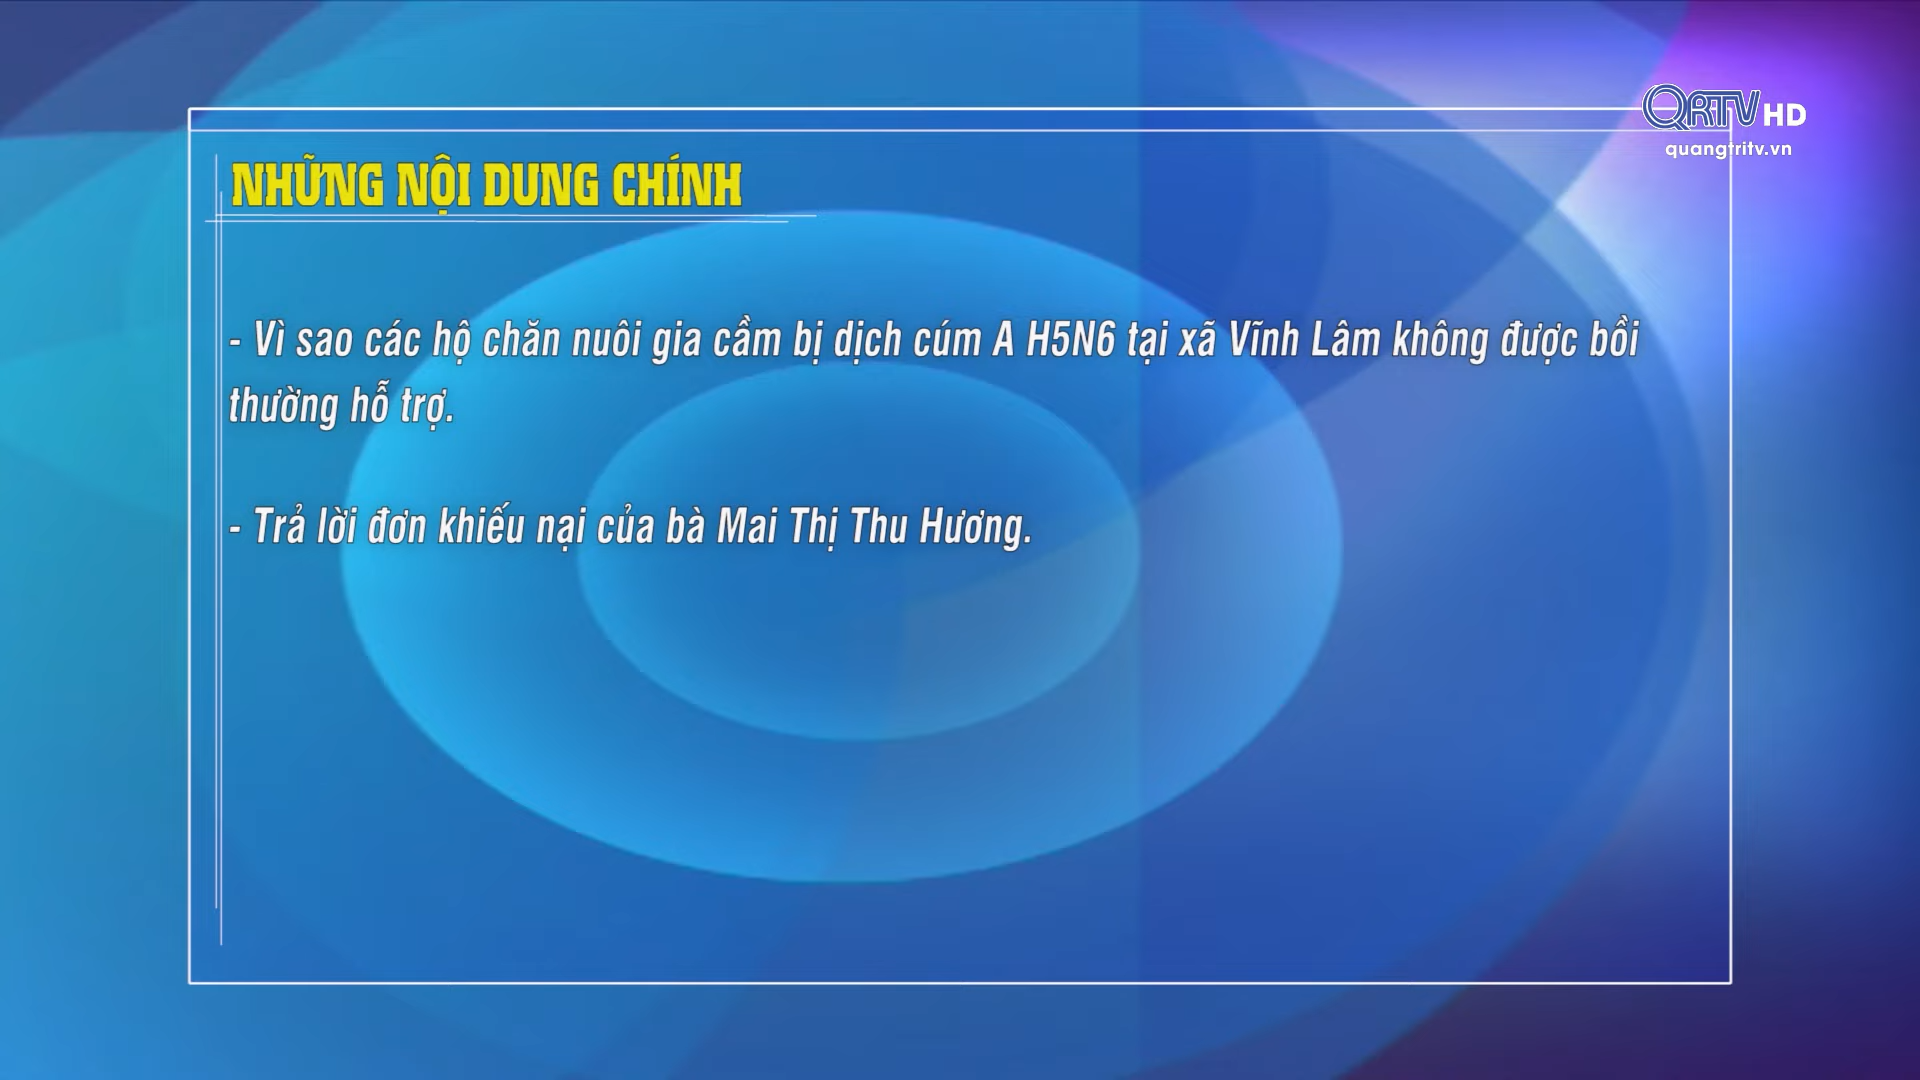 QRTV HD
quangtritv.vn
NHỮNG NỘI DUNG CHÍNH
- Vì sao các hộ chăn nuôi gia cầm bị dịch cúm A H5N6 tại xã Vĩnh Lâm không được bồi
thường hỗ trợ.
- Trả lời đơn khiếu nại của bà Mai Thị Thu Hương.